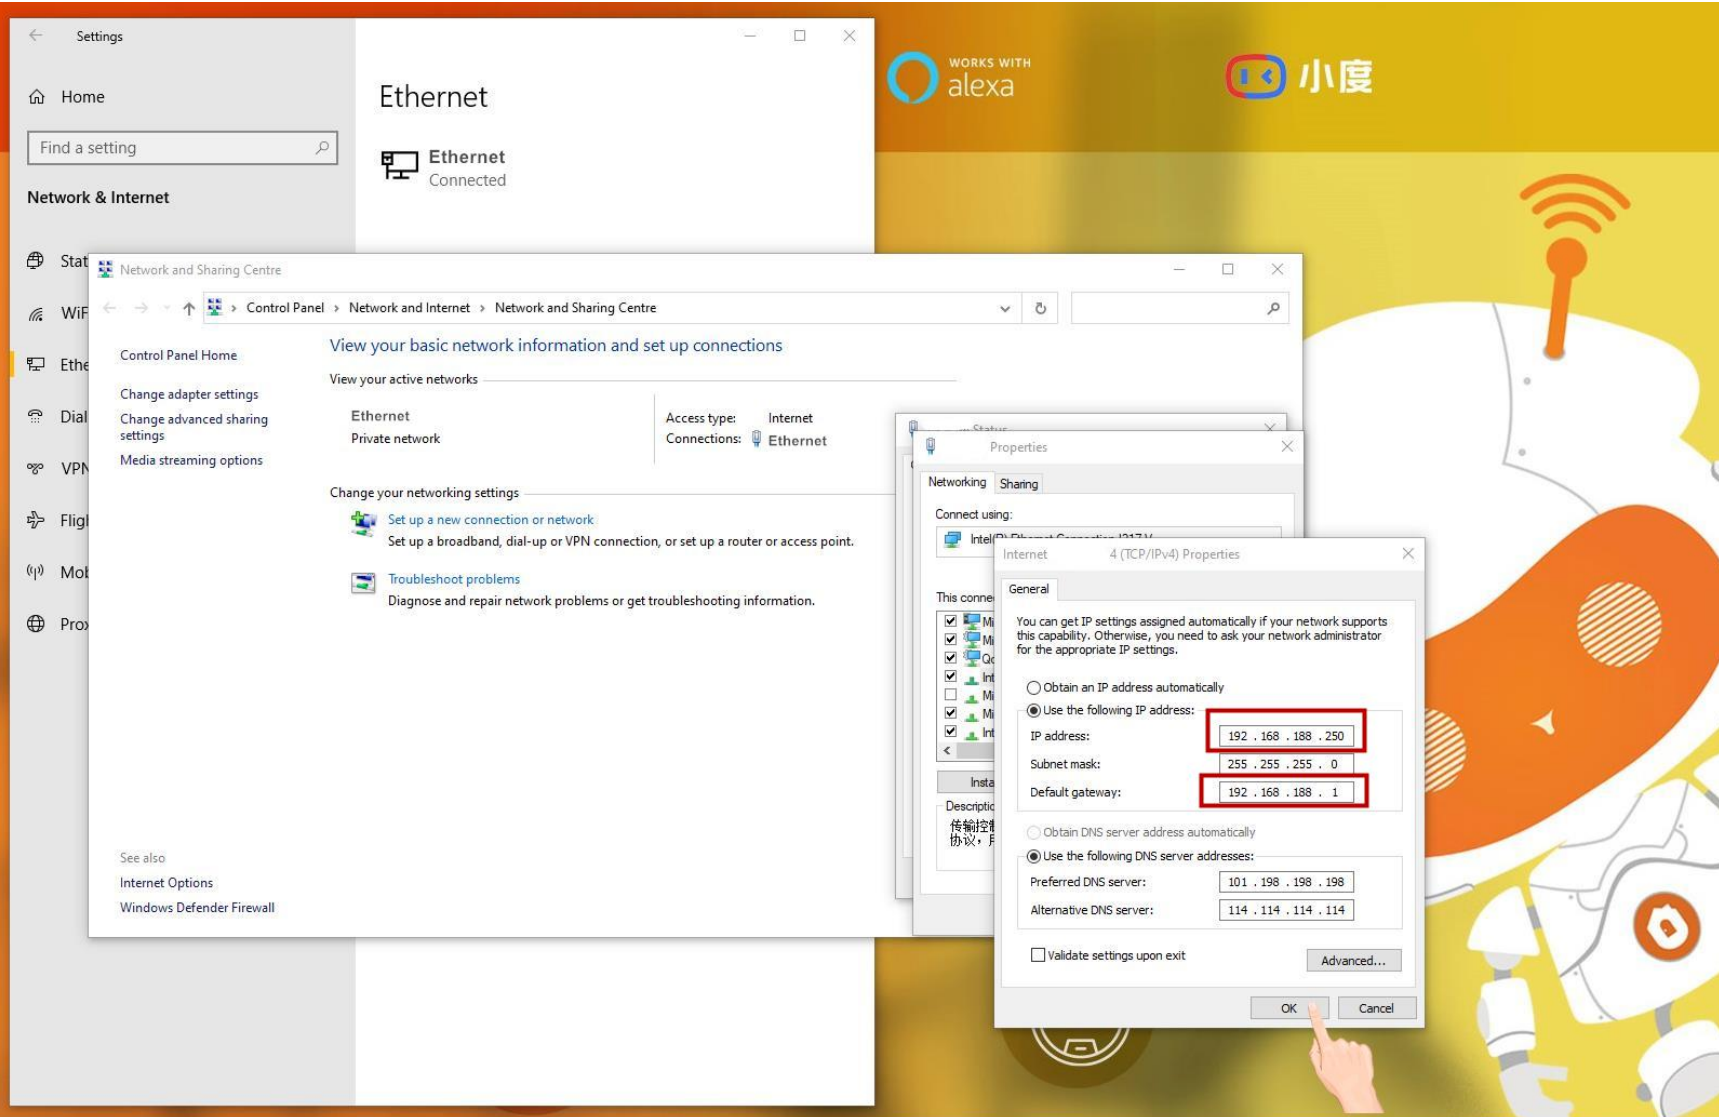 Settings
Home
Find a setting
Network & Internet
Ethernet
Ethernet
Connected
WORKS WITH
alexa
小度
Network and Sharing Centre
Control Panel > Network and Internet > Network and Sharing Centre
Control Panel Home
Change adapter settings
Change advanced sharing
settings
Media streaming options
View your basic network information and set up connections
View your active networks
Ethernet
Private network
Access type: Internet
Connections: Ethernet
Change your networking settings
Set up a new connection or network
Set up a broadband, dial-up or VPN connection, or set up a router or access point.
Troubleshoot problems
Diagnose and repair network problems or get troubleshooting information.
See also
Internet Options
Windows Defender Firewall
Status
Properties
Networking Sharing
Connect using:
Internet 4 (TCP/IPv4) Properties
General
You can get IP settings assigned automatically if your network supports
this capability. Otherwise, you need to ask your network administrator
for the appropriate IP settings.
Obtain an IP address automatically
Use the following IP address:
IP address: 192 . 168 . 188 . 250
Subnet mask: 255 . 255 . 255 . 0
Default gateway: 192 . 168 . 188 . 1
Obtain DNS server address automatically
Use the following DNS server addresses:
Preferred DNS server: 101 . 198 . 198 . 198
Alternative DNS server: 114 . 114 . 114 . 114
Validate settings upon exit
Advanced...
OK Cancel